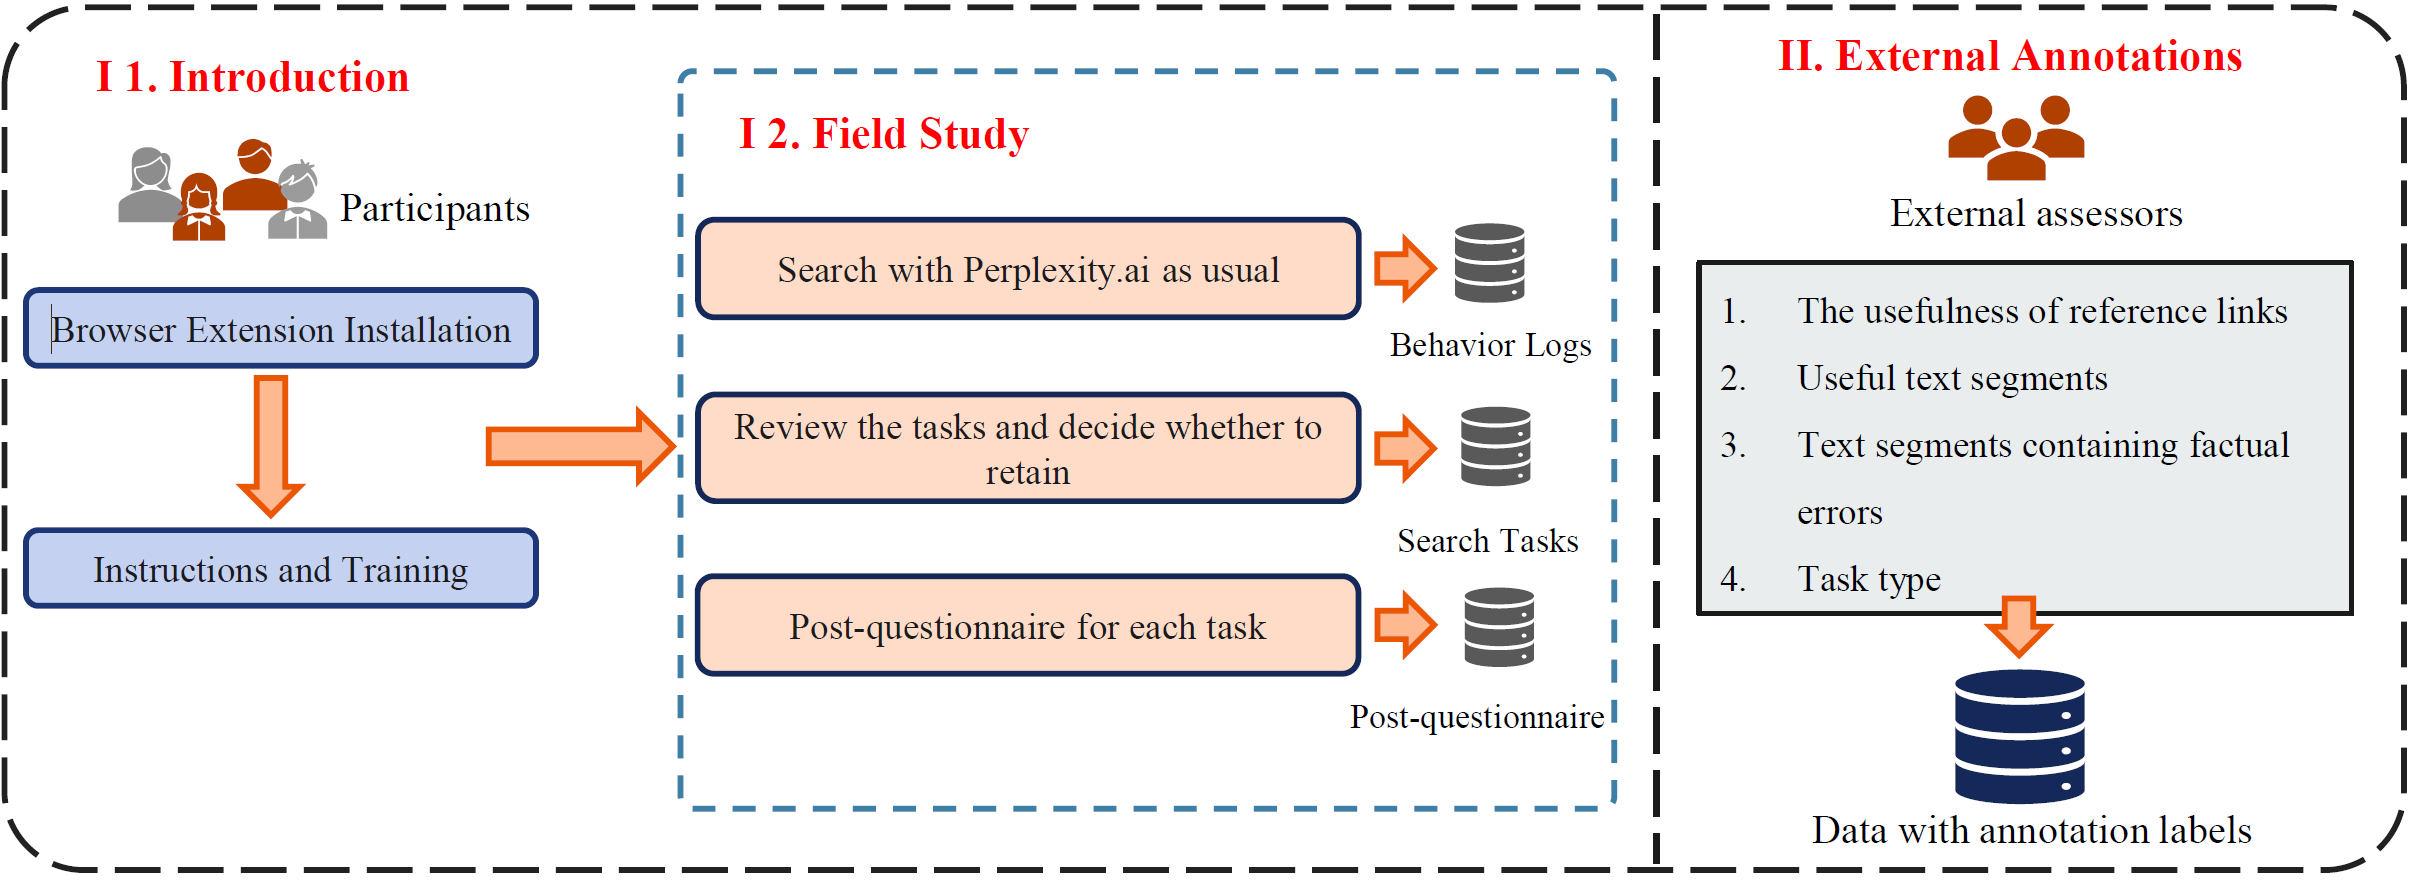 I 1. Introduction
Participants
Browser Extension Installation
Instructions and Training
I 2. Field Study
Search with Perplexity.ai as usual
Behavior Logs
Review the tasks and decide whether to
retain
Search Tasks
Post-questionnaire for each task
Post-questionnaire
II. External Annotations
External assessors
1. The usefulness of reference links
2. Useful text segments
3. Text segments containing factual
errors
4. Task type
Data with annotation labels